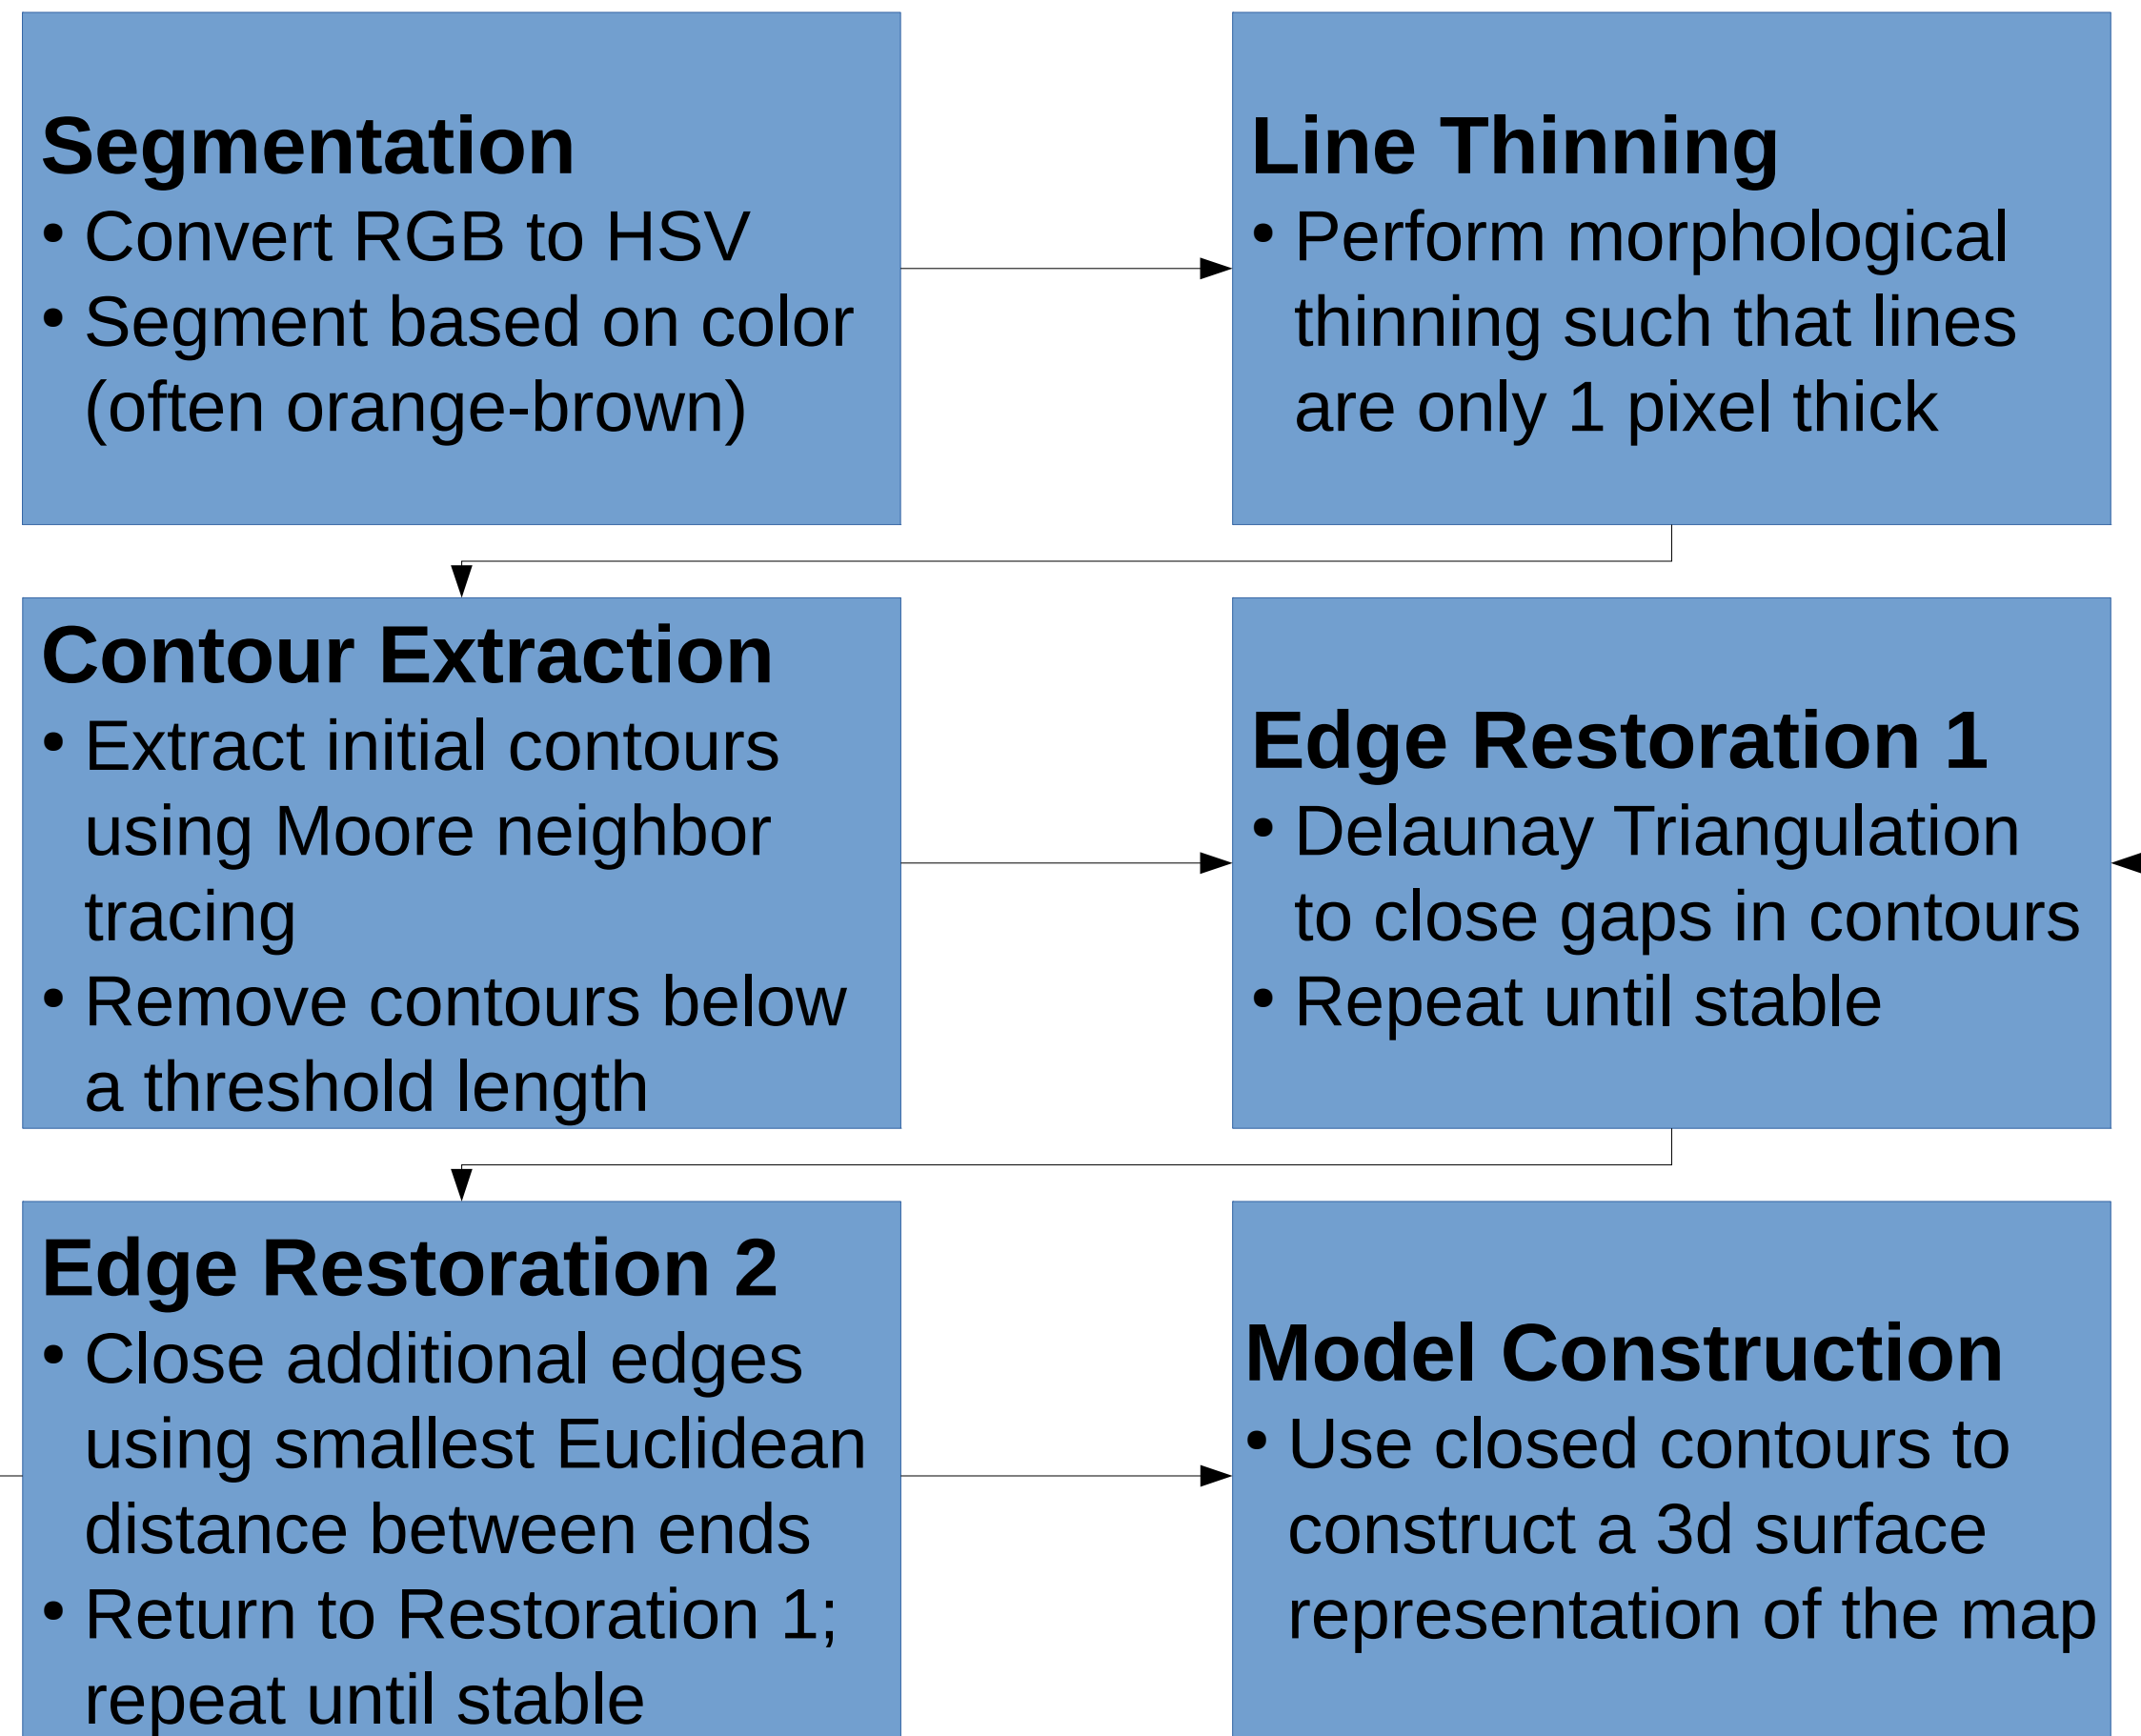 Segmentation
• Convert RGB to HSV
• Segment based on color
(often orange-brown)
Line Thinning
• Perform morphological
thinning such that lines
are only 1 pixel thick
Contour Extraction
• Extract initial contours
using Moore neighbor
tracing
• Remove contours below
a threshold length
Edge Restoration 1
• Delaunay Triangulation
to close gaps in contours
• Repeat until stable
Edge Restoration 2
• Close additional edges
using smallest Euclidean
distance between ends
• Return to Restoration 1;
repeat until stable
Model Construction
• Use closed contours to
construct a 3d surface
representation of the map